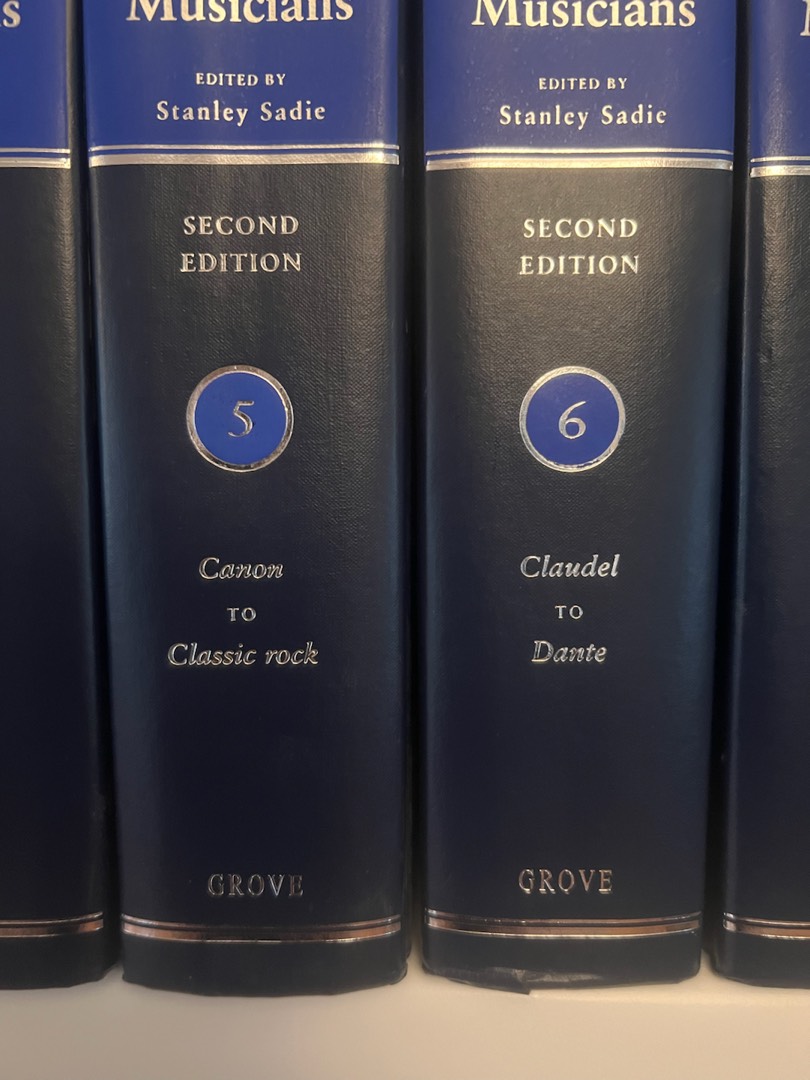 Musicians
EDITED BY
Stanley Sadie
SECOND
EDITION
5
Canon
TO
Classic rock
GROVE
Musicians
EDITED BY
Stanley Sadie
SECOND
EDITION
6
Claudel
TO
Dante
GROVE